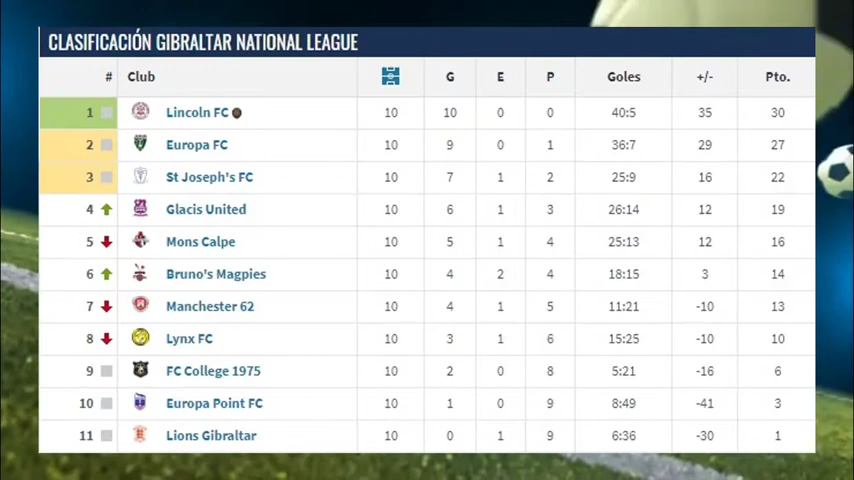 CLASIFICACIÓN GIBRALTAR NATIONAL LEAGUE
# Club G E P Goles +/- Pto.
1 Lincoln FC 10 10 0 0 40:5 35 30
2 Europa FC 10 9 0 1 36:7 29 27
3 St Joseph's FC 10 7 1 2 25:9 16 22
4 Glacis United 10 6 1 3 26:14 12 19
5 Mons Calpe 10 5 1 4 25:13 12 16
6 Bruno's Magpies 10 4 2 4 18:15 3 14
7 Manchester 62 10 4 1 5 11:21 -10 13
8 Lynx FC 10 3 1 6 15:25 -10 10
9 FC College 1975 10 2 0 8 5:21 -16 6
10 Europa Point FC 10 1 0 9 8:49 -41 3
11 Lions Gibraltar 10 0 1 9 6:36 -30 1